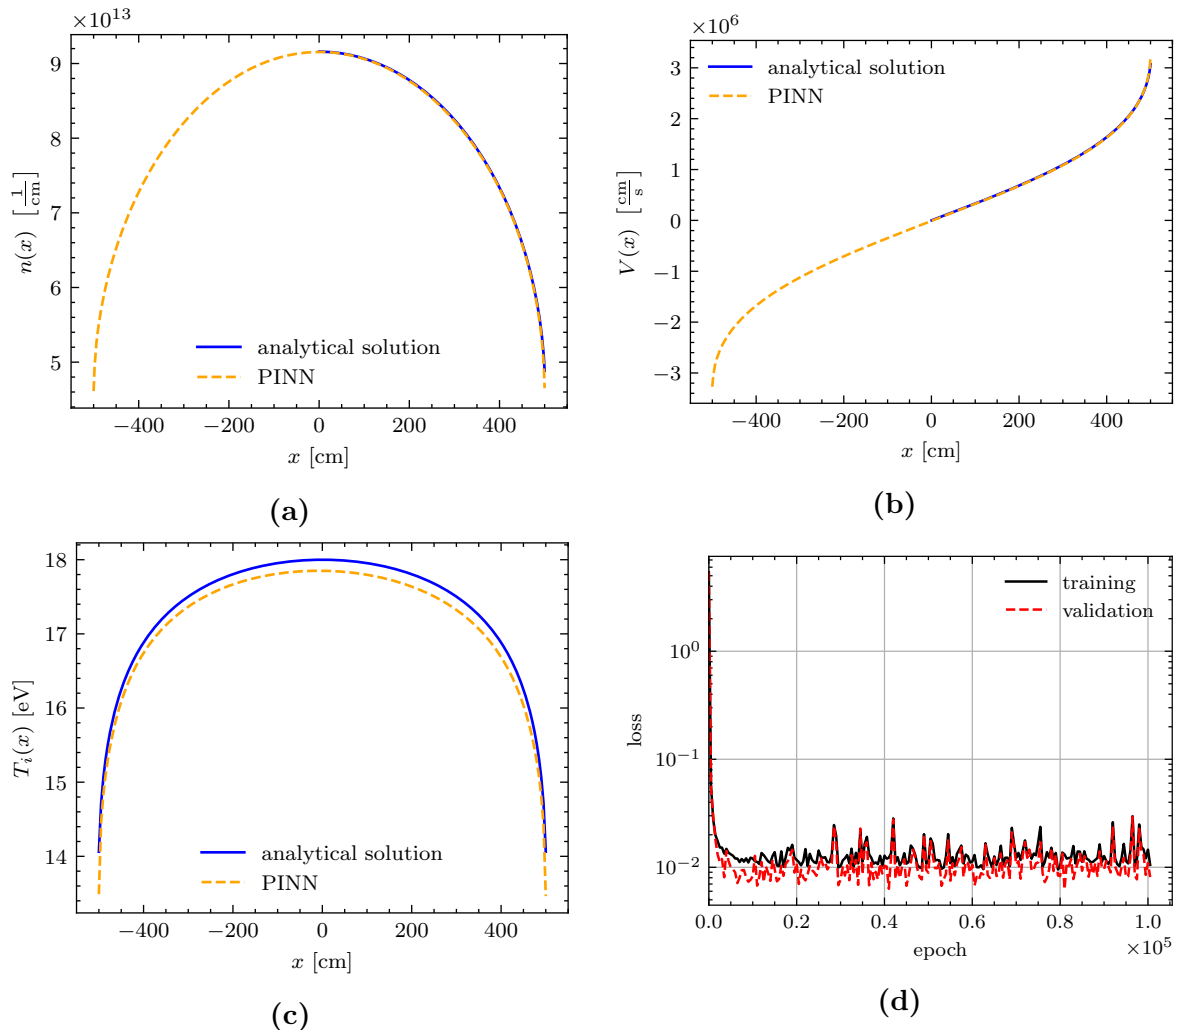 ×10^13
9
8
7
6
5
n(x) [1/cm]
analytical solution
PINN
−400 −200 0 200 400
x [cm]
(a)
×10^6
3
2
1
0
−1
−2
−3
V(x) [cm/s]
analytical solution
PINN
−400 −200 0 200 400
x [cm]
(b)
18
17
16
15
14
T_i(x) [eV]
analytical solution
PINN
−400 −200 0 200 400
x [cm]
(c)
10^0
10^−1
10^−2
loss
training
validation
0.0 0.2 0.4 0.6 0.8 1.0
epoch
×10^5
(d)